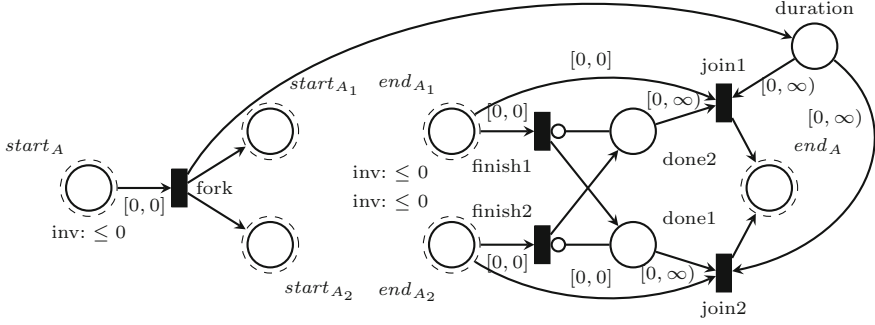 duration
[0, 0]
join1
start_{A_1}
end_{A_1}
[0, ∞)
[0, 0]
[0, ∞)
[0, ∞)
start_A
end_A
finish1
done2
inv: ≤ 0
fork
[0, 0]
inv: ≤ 0
finish2
done1
inv: ≤ 0
[0, 0]
[0, 0]
[0, ∞)
start_{A_2}
end_{A_2}
join2